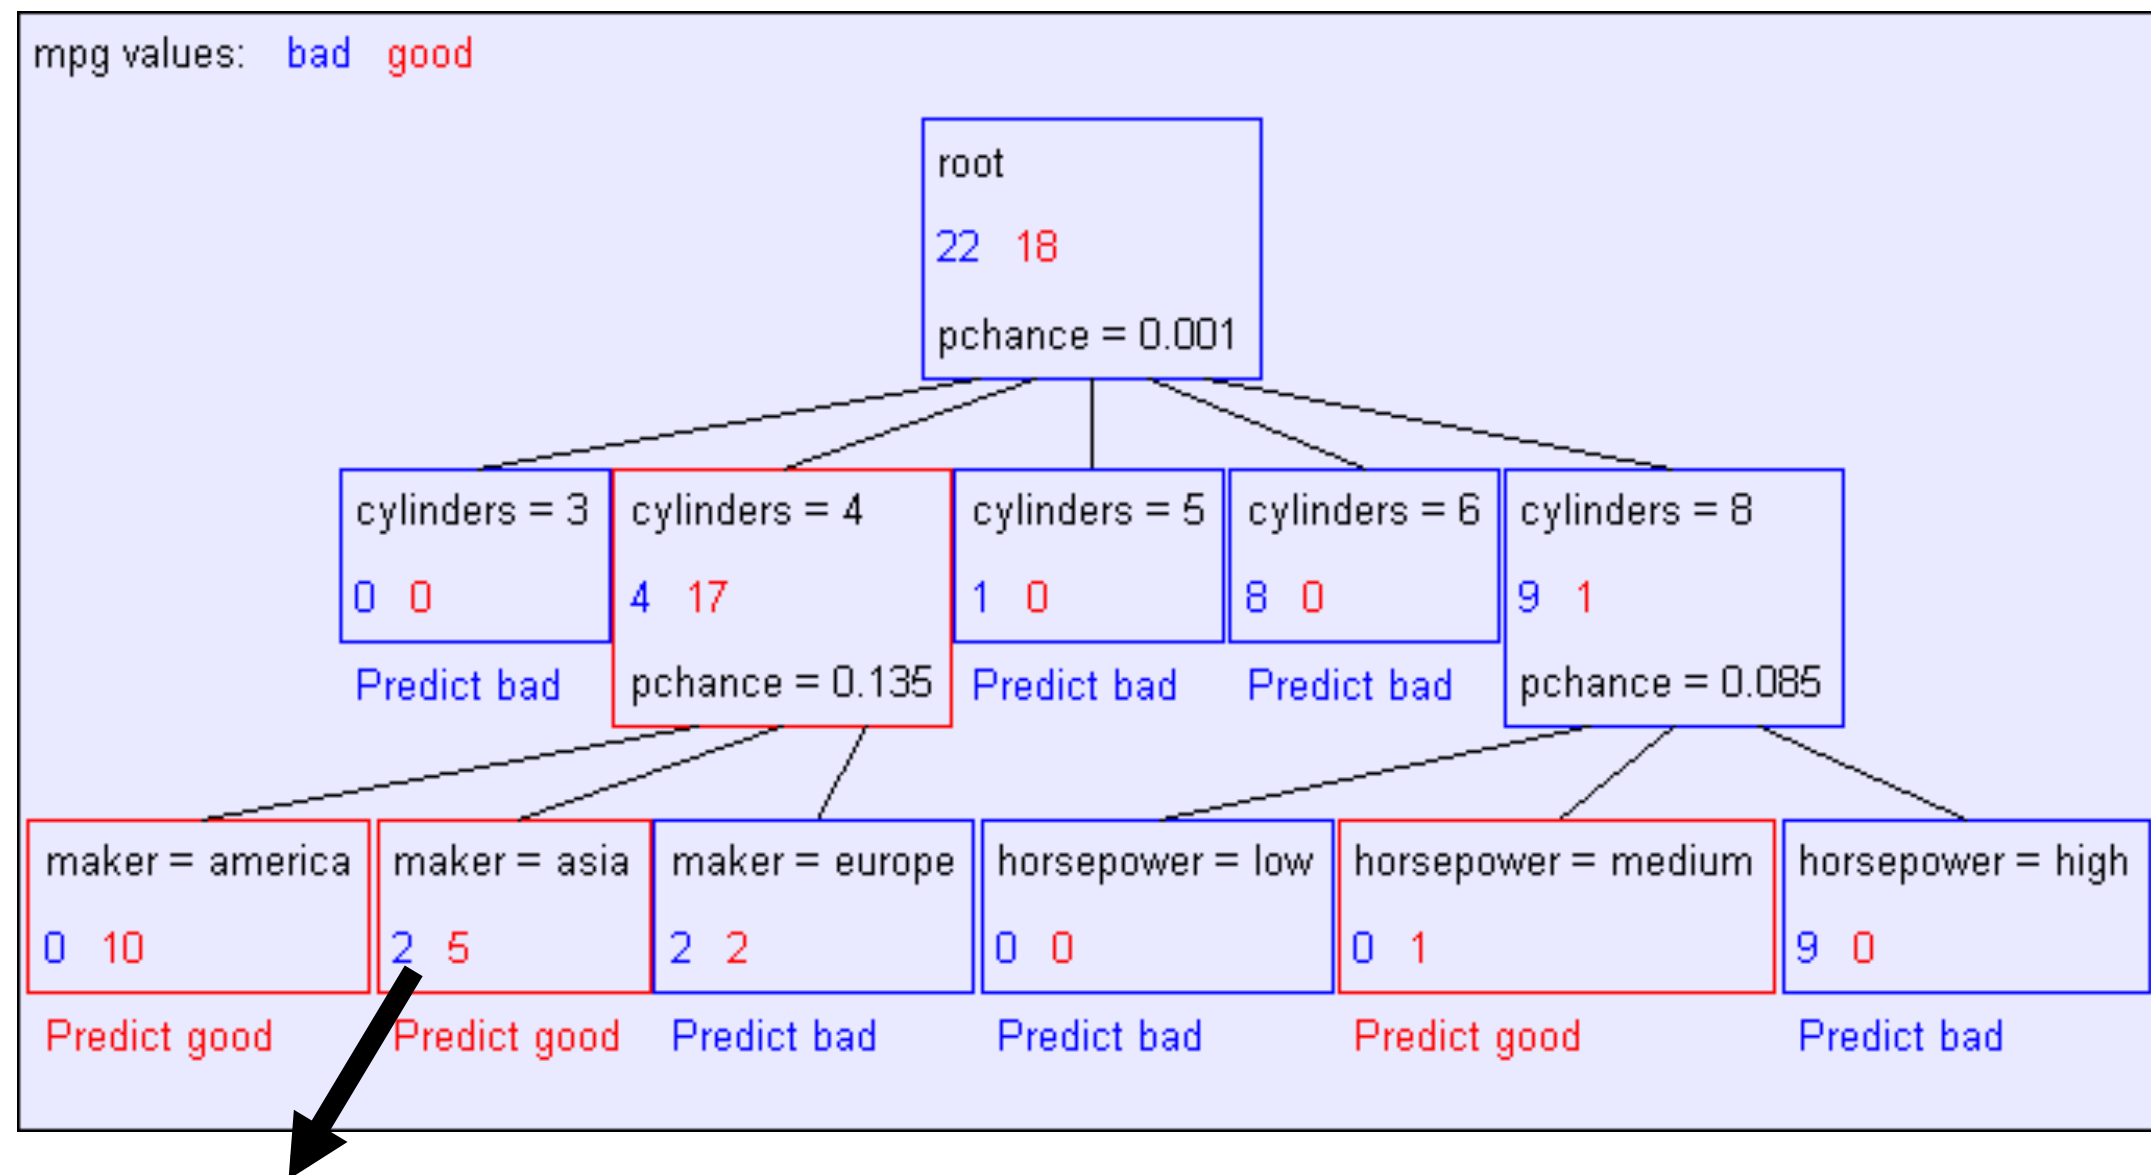 mpg values: bad good
root
22 18
pchance = 0.001
cylinders = 3
0 0
Predict bad
cylinders = 4
4 17
pchance = 0.135
cylinders = 5
1 0
Predict bad
cylinders = 6
8 0
Predict bad
cylinders = 8
9 1
pchance = 0.085
maker = america
0 10
Predict good
maker = asia
2 5
Predict good
maker = europe
2 2
Predict bad
horsepower = low
0 0
Predict bad
horsepower = medium
0 1
Predict good
horsepower = high
9 0
Predict bad